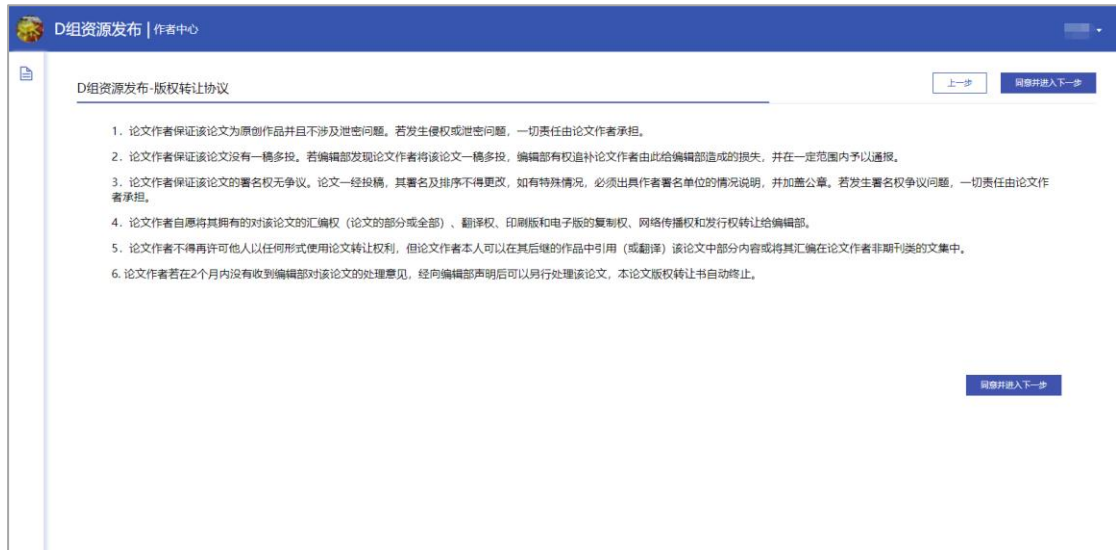 D组资源发布 | 作者中心
D组资源发布-版权转让协议
上一步
同意并进入下一步
1. 论文作者保证该论文为原创作品并且不涉及泄密问题。若发生侵权或泄密问题，一切责任由论文作者承担。
2. 论文作者保证该论文没有一稿多投。若编辑部发现论文作者将该论文一稿多投，编辑部有权追补论文作者由此给编辑部造成的损失，并在一定范围内予以通报。
3. 论文作者保证该论文的署名权无争议。论文一经投稿，其署名及排序不得更改，如有特殊情况，必须出具作者署名单位的情况说明，并加盖公章。若发生署名权争议问题，一切责任由论文作
者承担。
4. 论文作者自愿将其拥有的对该论文的汇编权（论文的部分或全部）、翻译权、印刷版和电子版的复制权、网络传播权和发行权转让给编辑部。
5. 论文作者不得再许可他人以任何形式使用论文转让权利，但论文作者本人可以在其后继的作品中引用（或翻译）该论文中部分内容或将其汇编在论文作者非期刊类的文集中。
6. 论文作者若在2个月内没有收到编辑部对该论文的处理意见，经向编辑部声明后可以另行处理该论文，本论文版权转让书自动终止。
同意并进入下一步